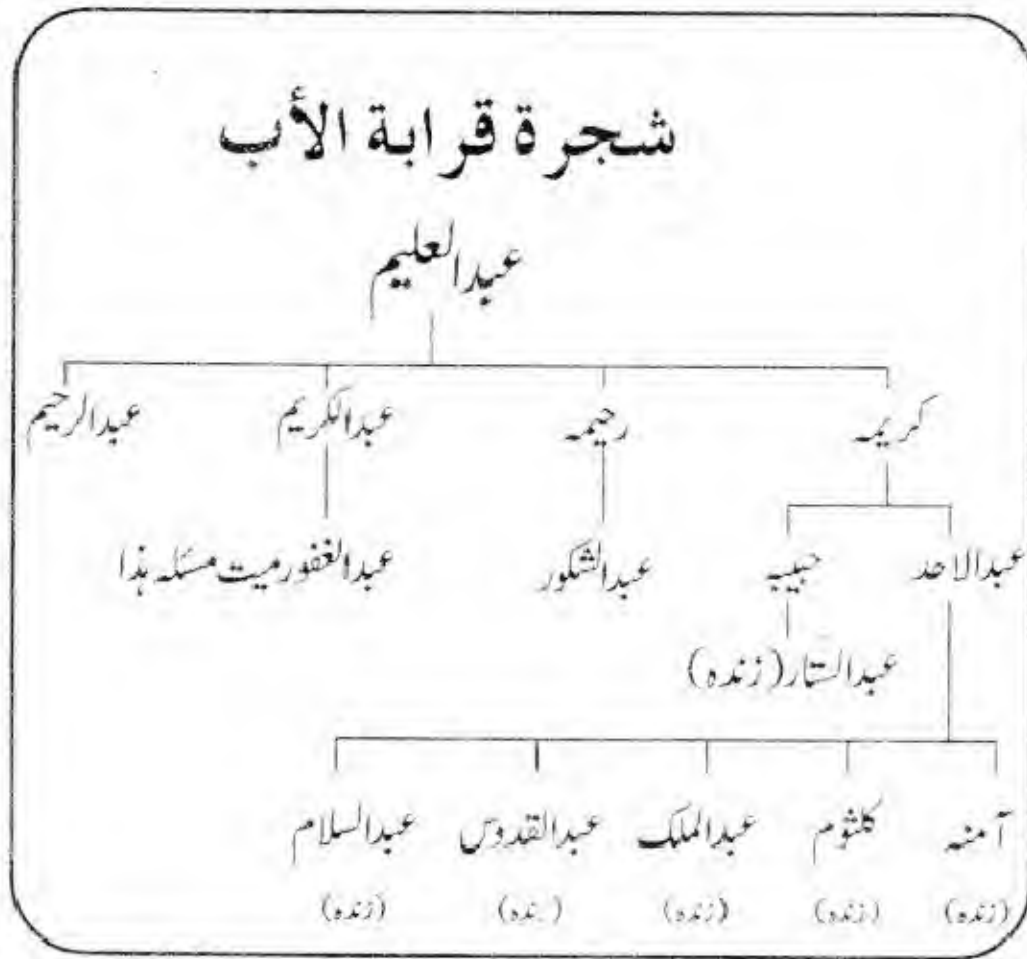 شجرة قرابة الأب
عبدالعلیم
کریمہ رحیمہ عبدالکریم عبدالرحیم
عبدالاحد حبیبہ عبدالشکور عبدالغفور میت مسئلہ ہذا
عبدالستار (زندہ)
آمنہ کلثوم عبدالملک عبدالقدوس عبدالسلام
(زندہ) (زندہ) (زندہ) (زندہ) (زندہ)